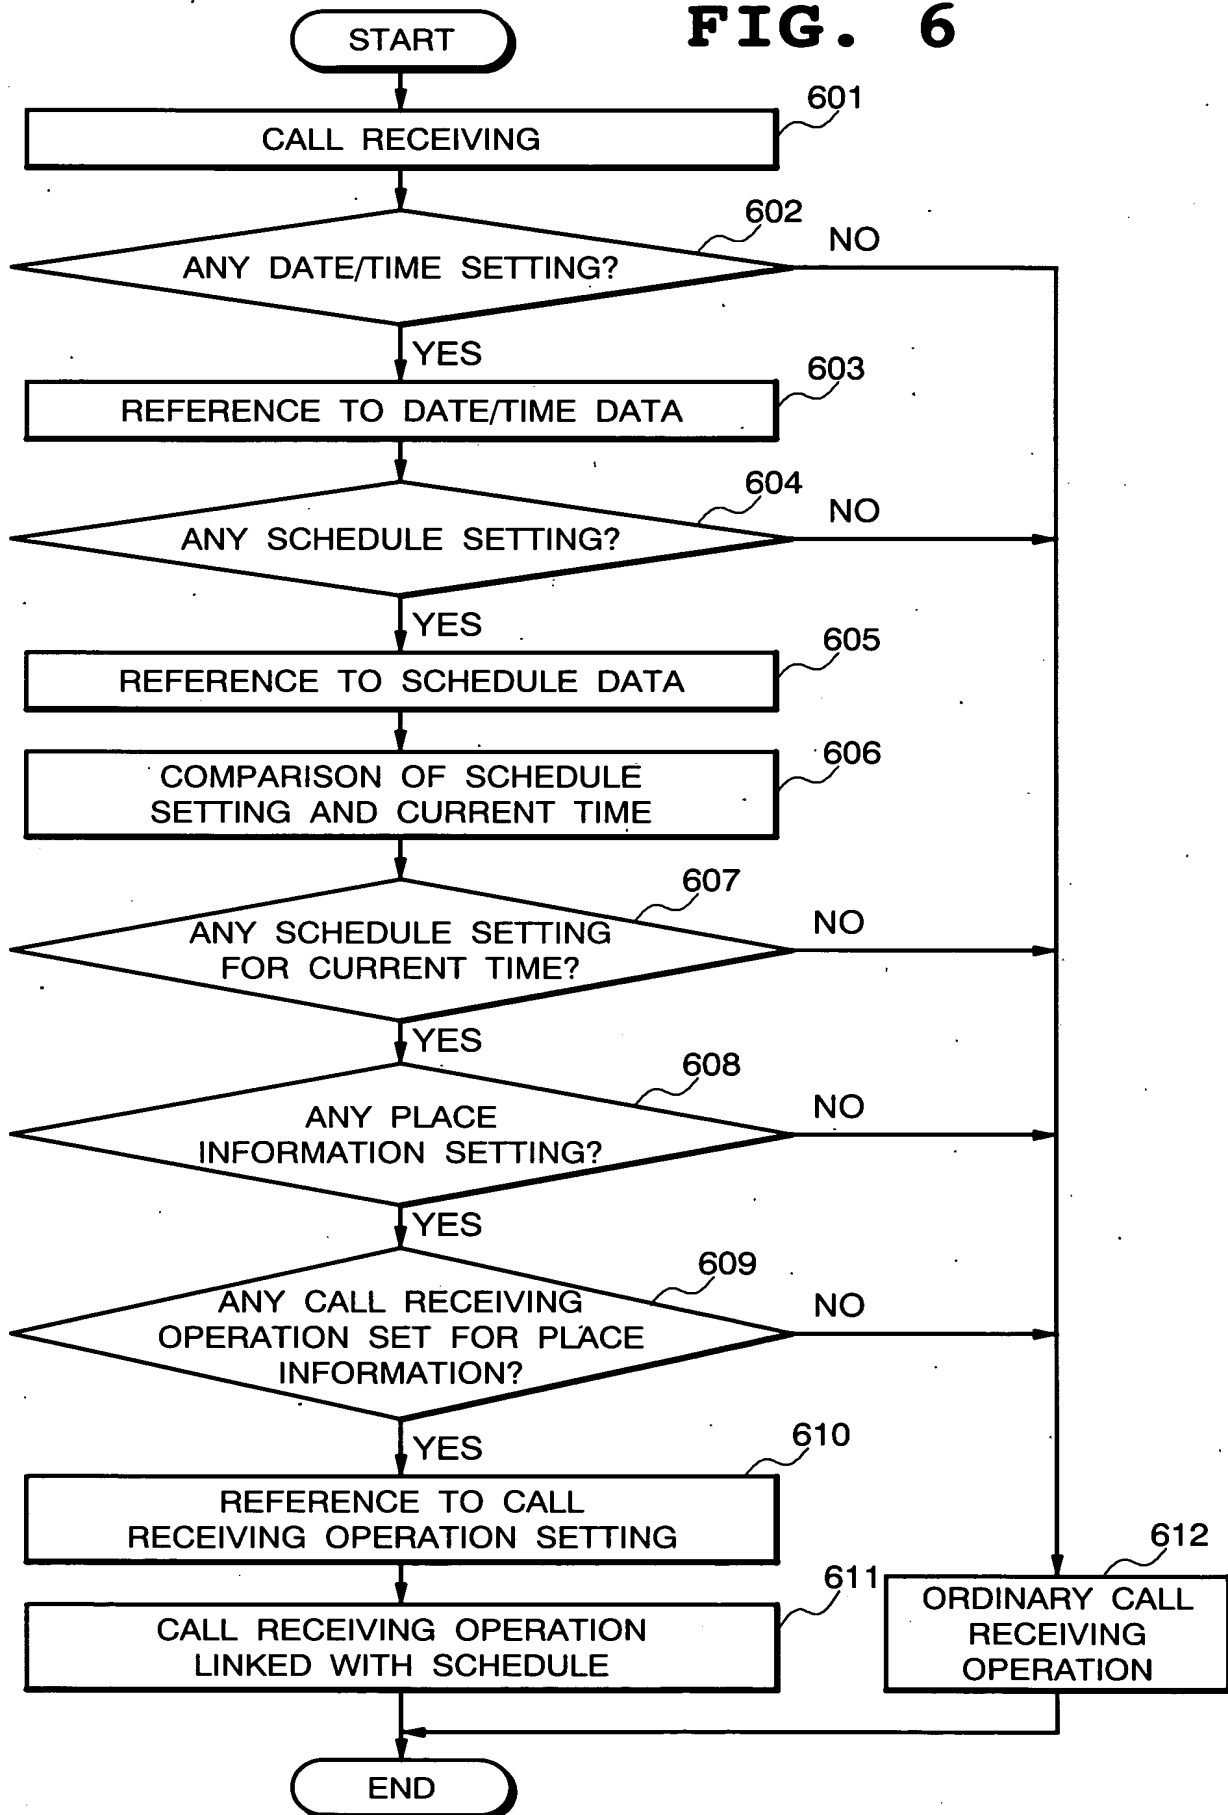 FIG. 6
START
601
CALL RECEIVING
602
ANY DATE/TIME SETTING?
NO
YES
603
REFERENCE TO DATE/TIME DATA
604
ANY SCHEDULE SETTING?
NO
YES
605
REFERENCE TO SCHEDULE DATA
606
COMPARISON OF SCHEDULE
SETTING AND CURRENT TIME
607
ANY SCHEDULE SETTING
FOR CURRENT TIME?
NO
YES
608
ANY PLACE
INFORMATION SETTING?
NO
YES
609
ANY CALL RECEIVING
OPERATION SET FOR PLACE
INFORMATION?
NO
YES
610
REFERENCE TO CALL
RECEIVING OPERATION SETTING
611
CALL RECEIVING OPERATION
LINKED WITH SCHEDULE
612
ORDINARY CALL
RECEIVING
OPERATION
END